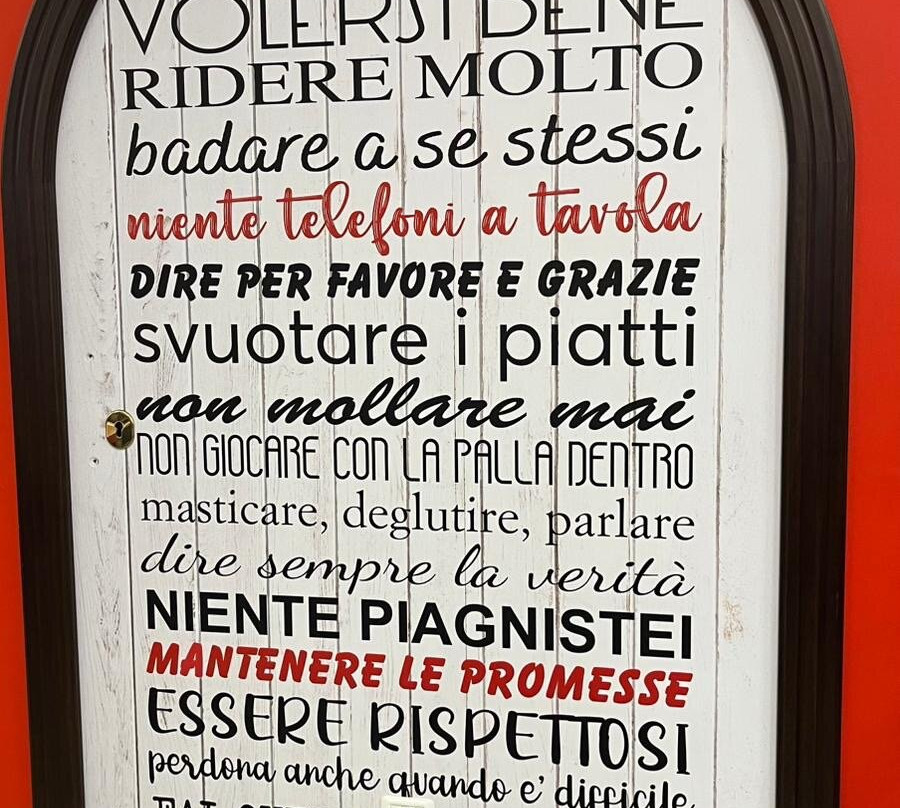 VOLERSI BENE
RIDERE MOLTO
badare a se stessi
niente telefoni a tavola
DIRE PER FAVORE E GRAZIE
svuotare i piatti
non mollare mai
NON GIOCARE CON LA PALLA DENTRO
masticare, deglutire, parlare
dire sempre la verità
NIENTE PIAGNISTEI
MANTENERE LE PROMESSE
ESSERE RISPETTOSI
perdona anche quando e' difficile